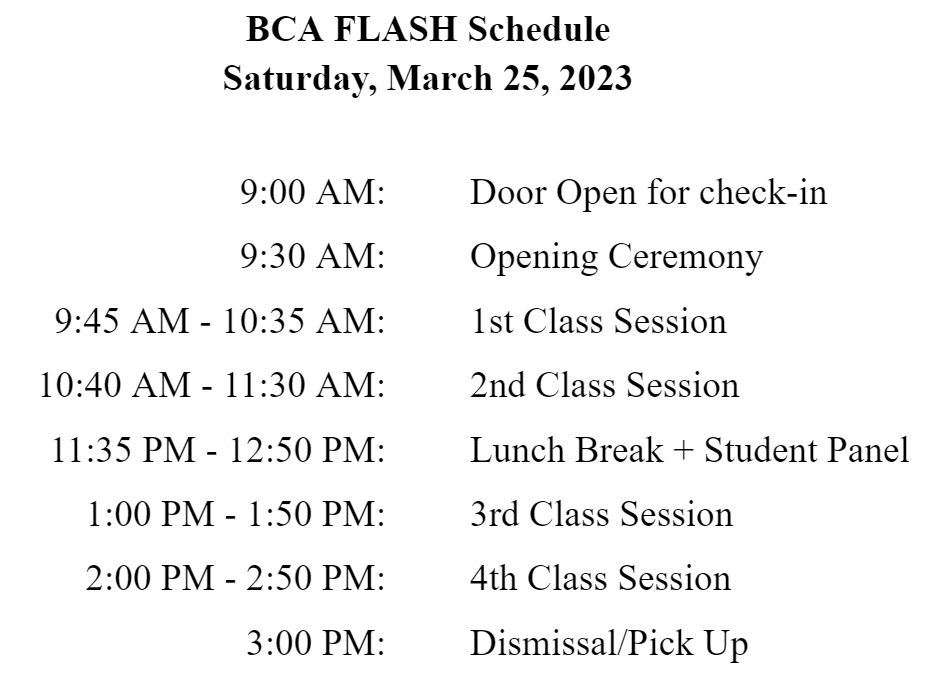 BCA FLASH Schedule
Saturday, March 25, 2023
9:00 AM: Door Open for check-in
9:30 AM: Opening Ceremony
9:45 AM - 10:35 AM: 1st Class Session
10:40 AM - 11:30 AM: 2nd Class Session
11:35 PM - 12:50 PM: Lunch Break + Student Panel
1:00 PM - 1:50 PM: 3rd Class Session
2:00 PM - 2:50 PM: 4th Class Session
3:00 PM: Dismissal/Pick Up